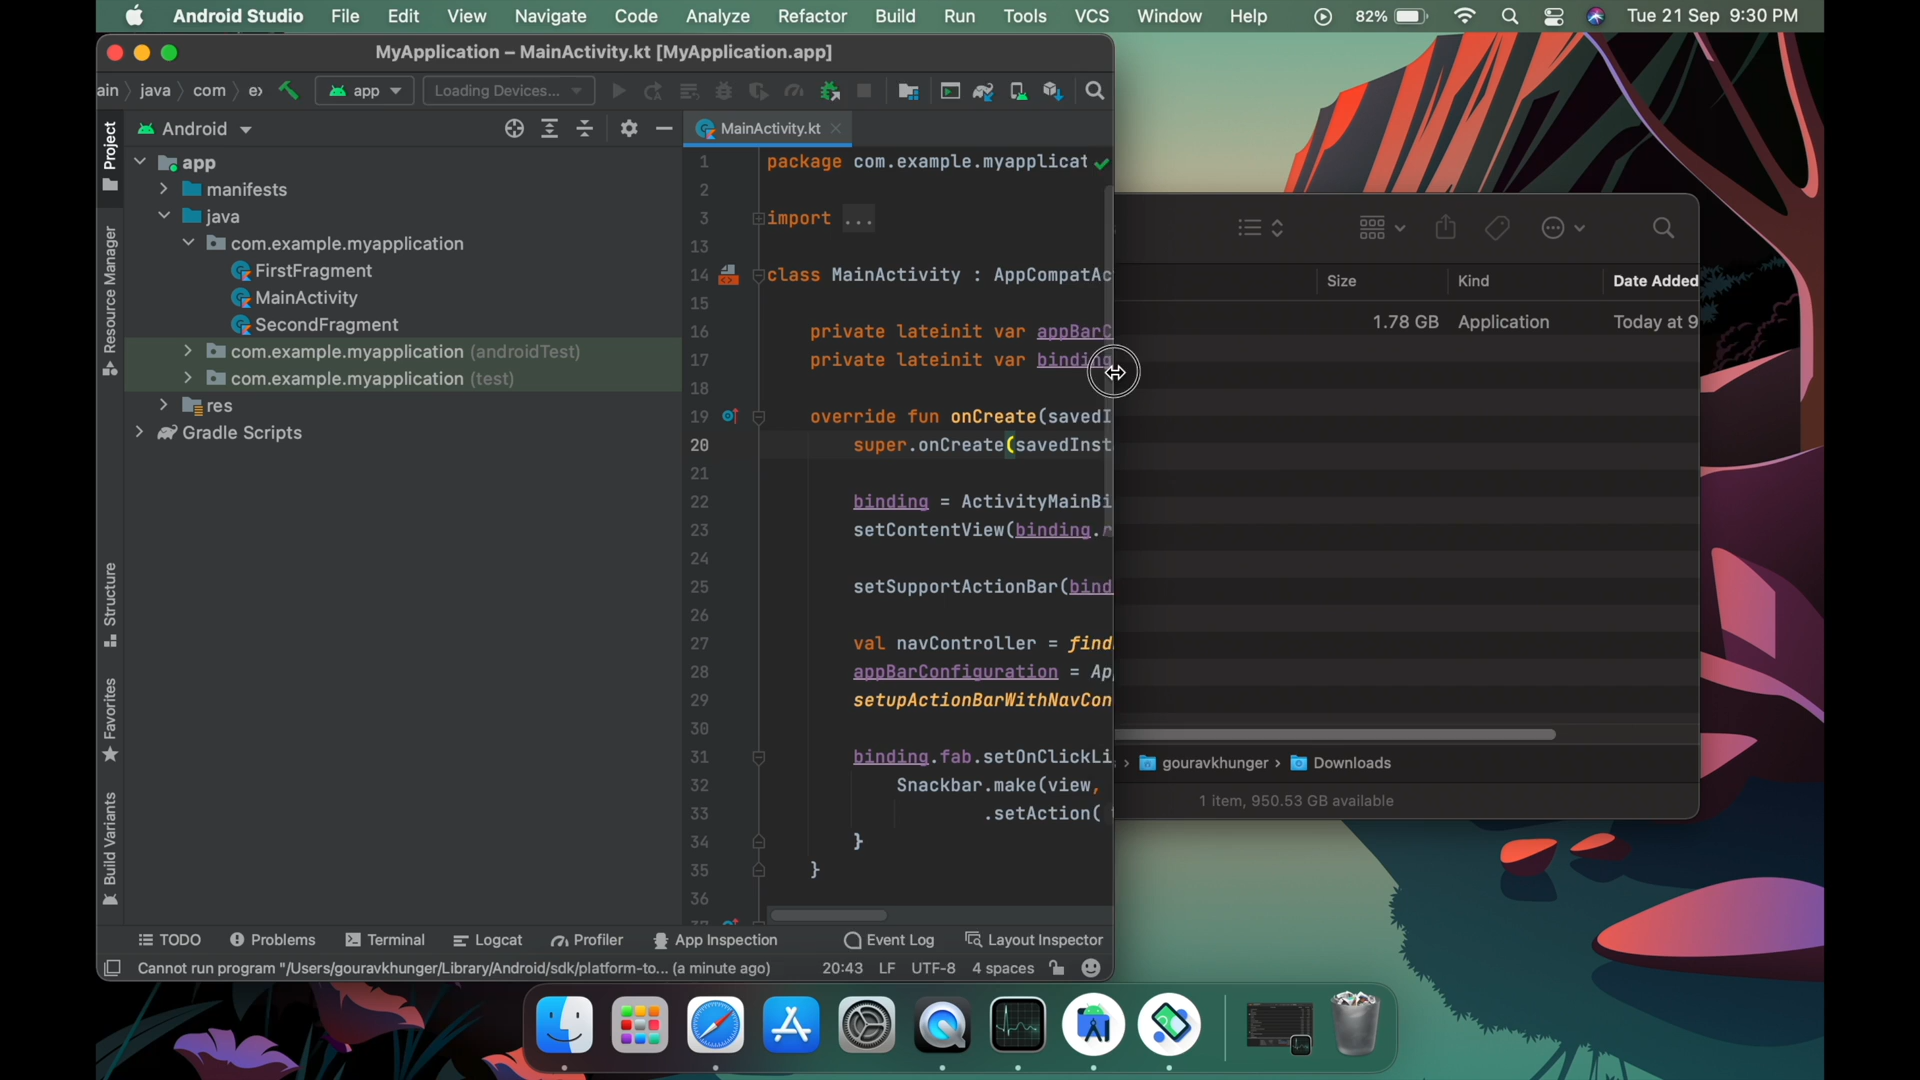 Android Studio File Edit View Navigate Code Analyze Refactor Build Run Tools VCS Window Help 82% Tue 21 Sep 9:30 PM
MyApplication – MainActivity.kt [MyApplication.app]
ain java com ex app Loading Devices...
Android
MainActivity.kt
Project
Resource Manager
Structure
Favorites
Build Variants
app
manifests
java
com.example.myapplication
FirstFragment
MainActivity
SecondFragment
com.example.myapplication (androidTest)
com.example.myapplication (test)
res
Gradle Scripts
1 package com.example.myapplicat
2
3 import ...
13
14 class MainActivity : AppCompatAc
15
16 private lateinit var appBarC
17 private lateinit var binding
18
19 override fun onCreate(savedI
20 super.onCreate(savedInst
21
22 binding = ActivityMainBi
23 setContentView(binding.r
24
25 setSupportActionBar(bind
26
27 val navController = find
28 appBarConfiguration = Ap
29 setupActionBarWithNavCon
30
31 binding.fab.setOnClickLi
32 Snackbar.make(view,
33 .setAction(
34 }
35 }
36
Size Kind Date Added
1.78 GB Application Today at 9
gouravkhunger › Downloads
1 item, 950.53 GB available
TODO Problems Terminal Logcat Profiler App Inspection Event Log Layout Inspector
Cannot run program "/Users/gouravkhunger/Library/Android/sdk/platform-to... (a minute ago) 20:43 LF UTF-8 4 spaces